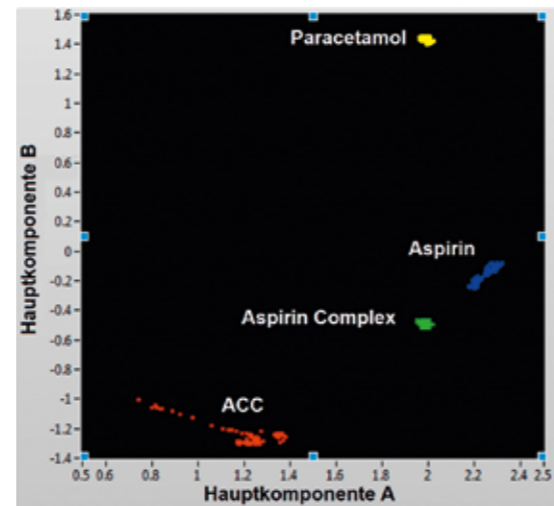 1.6
Paracetamol
1.4
1.2
1
0.8
0.6
0.4
0.2
Hauptkomponente B
0
Aspirin
-0.2
-0.4
Aspirin Complex
-0.6
-0.8
-1
ACC
-1.2
-1.4
0.5 0.6 0.8 1 1.2 1.4 1.6 1.8 2 2.2 2.4 2.5
Hauptkomponente A